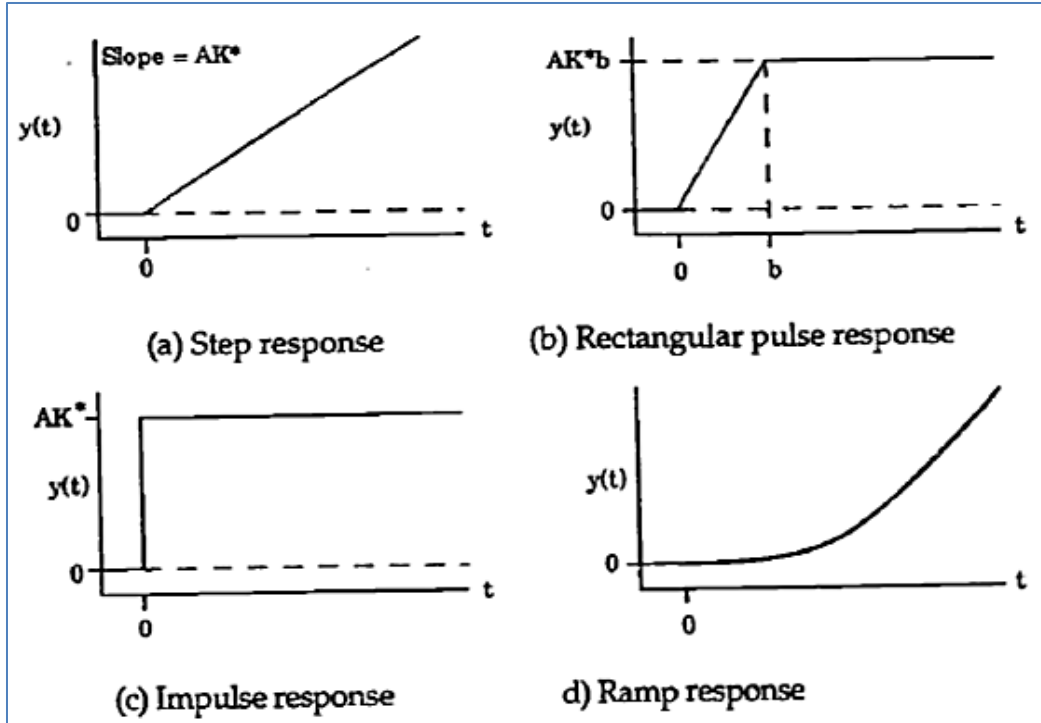 Slope = AK*
y(t)
0
t
0
(a) Step response
AK*b
y(t)
0
t
0
b
(b) Rectangular pulse response
AK*
y(t)
0
t
0
(c) Impulse response
y(t)
0
t
0
d) Ramp response